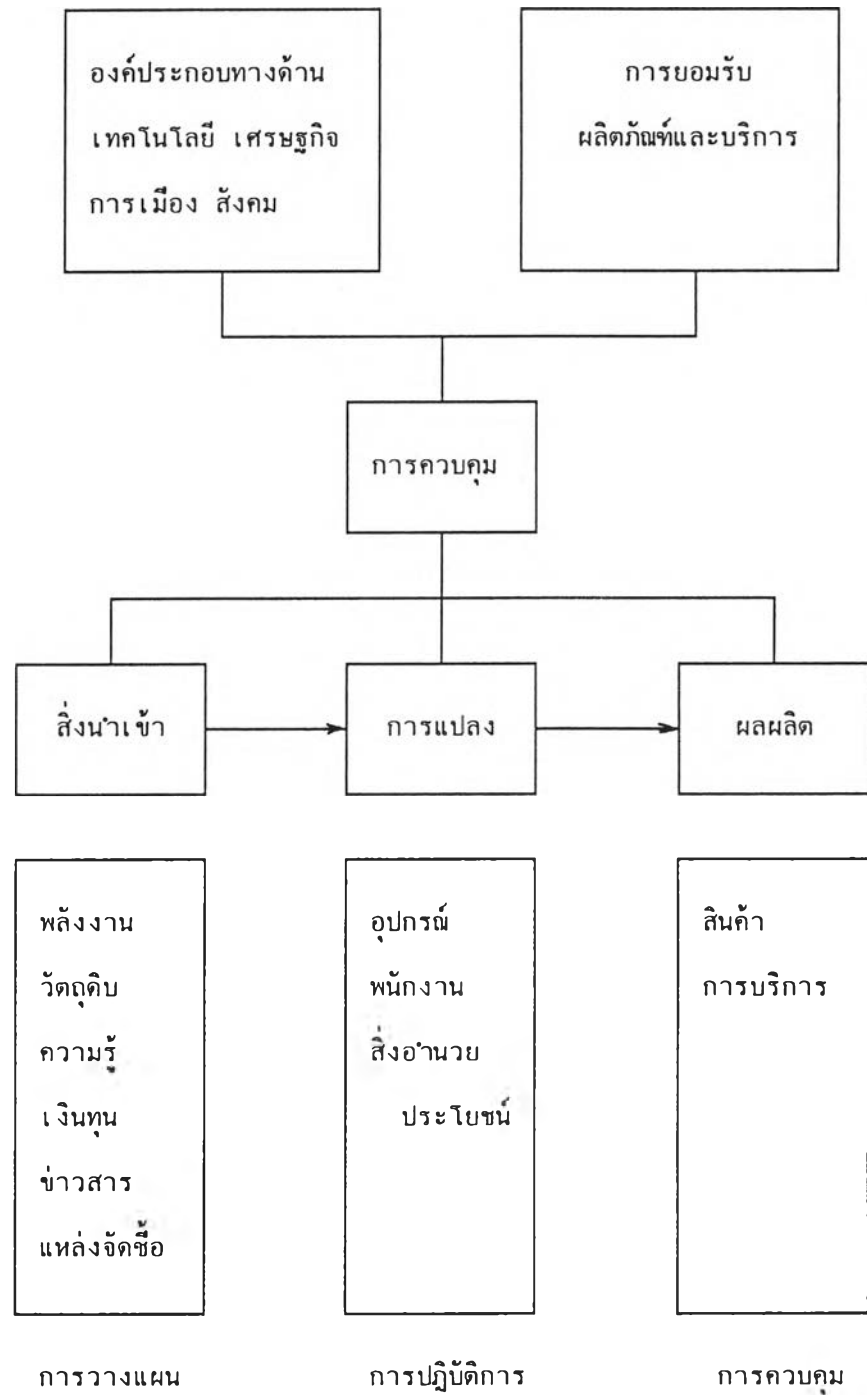 องค์ประกอบทางด้าน
เทคโนโลยี เศรษฐกิจ
การเมือง สังคม
การยอมรับ
ผลิตภัณฑ์และบริการ
การควบคุม
สิ่งนำเข้า
การแปลง
ผลผลิต
พลังงาน
วัตถุดิบ
ความรู้
เงินทุน
ข่าวสาร
แหล่งจัดซื้อ
อุปกรณ์
พนักงาน
สิ่งอำนวย
ประโยชน์
สินค้า
การบริการ
การวางแผน
การปฏิบัติการ
การควบคุม